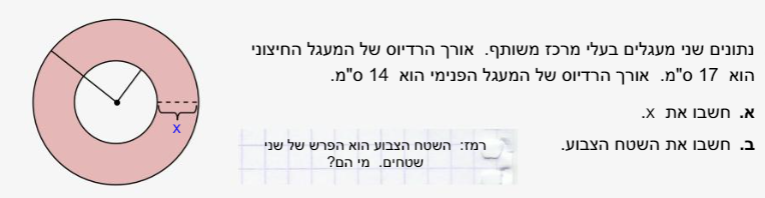 נתונים שני מעגלים בעלי מרכז משותף. אורך הרדיוס של המעגל החיצוני
הוא 17 ס"מ. אורך הרדיוס של המעגל הפנימי הוא 14 ס"מ.
א. חשבו את x.
ב. חשבו את השטח הצבוע.
רמז: השטח הצבוע הוא הפרש של שני
שטחים. מי הם?
x